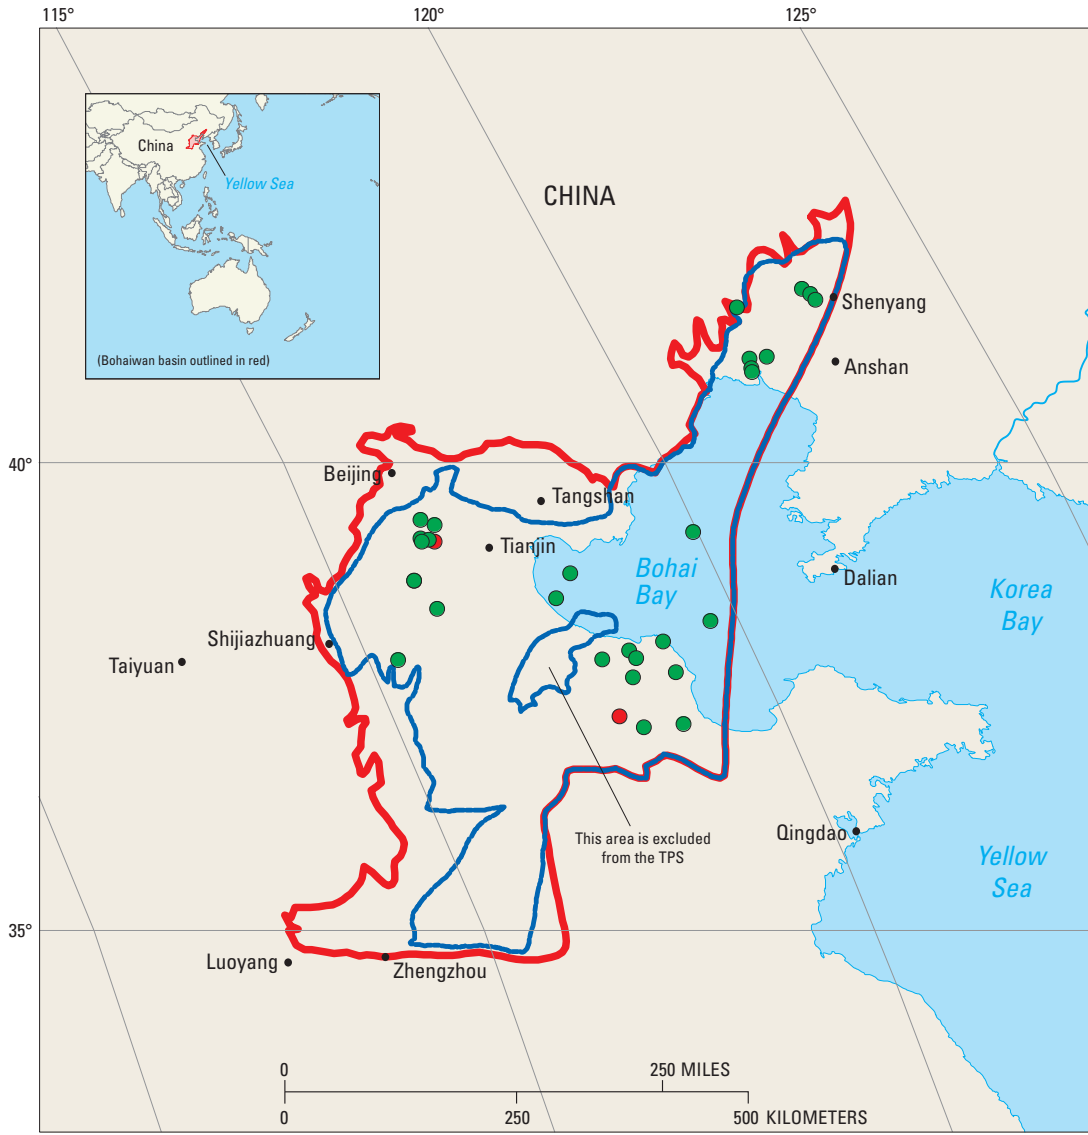 115°
120°
125°
China
Yellow Sea
(Bohaiwan basin outlined in red)
CHINA
Shenyang
Anshan
40°
Beijing
Tangshan
Tianjin
Bohai
Bay
Dalian
Korea
Bay
Shijiazhuang
Taiyuan
This area is excluded
from the TPS
Qingdao
Yellow
Sea
35°
Luoyang
Zhengzhou
0
250 MILES
0
250
500 KILOMETERS